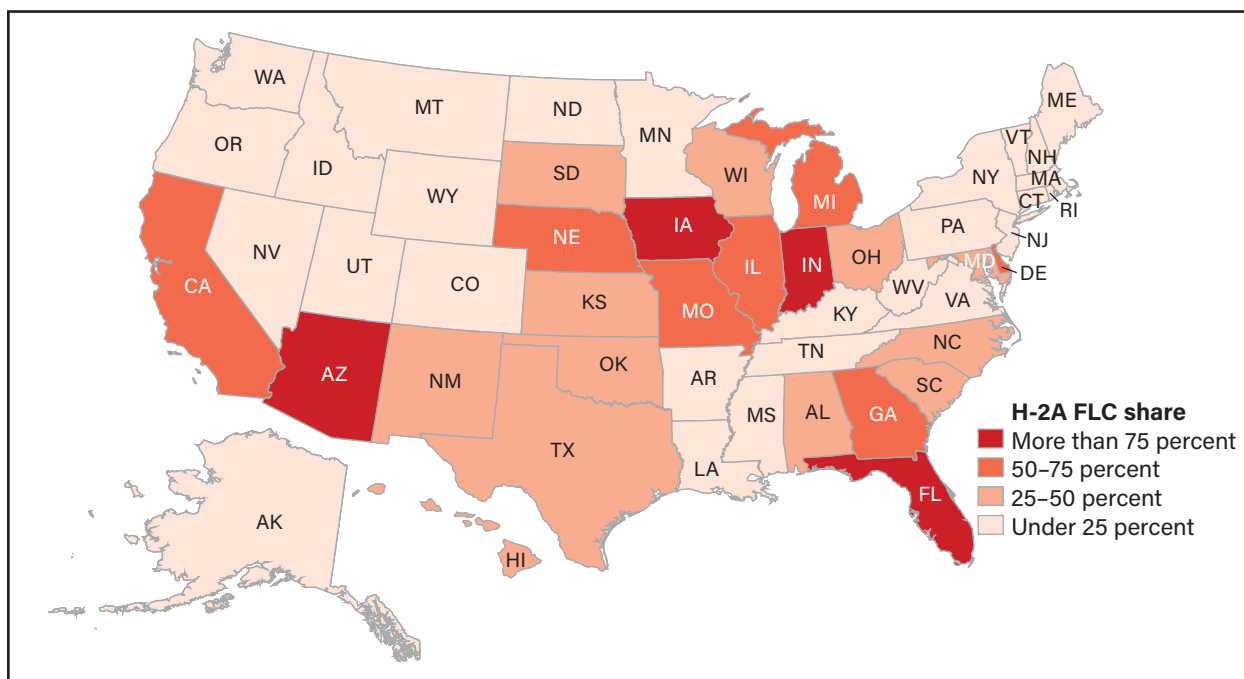 WA
MT
ND
MN
ME
VT
NH
OR
ID
SD
WI
NY
MA
WY
MI
CT
RI
NE
IA
PA
NJ
NV
UT
CO
IL
IN
OH
MD
DE
CA
KS
MO
WV
VA
KY
AZ
NM
OK
AR
TN
NC
TX
MS
AL
GA
SC
LA
FL
AK
HI
H-2A FLC share
More than 75 percent
50–75 percent
25–50 percent
Under 25 percent